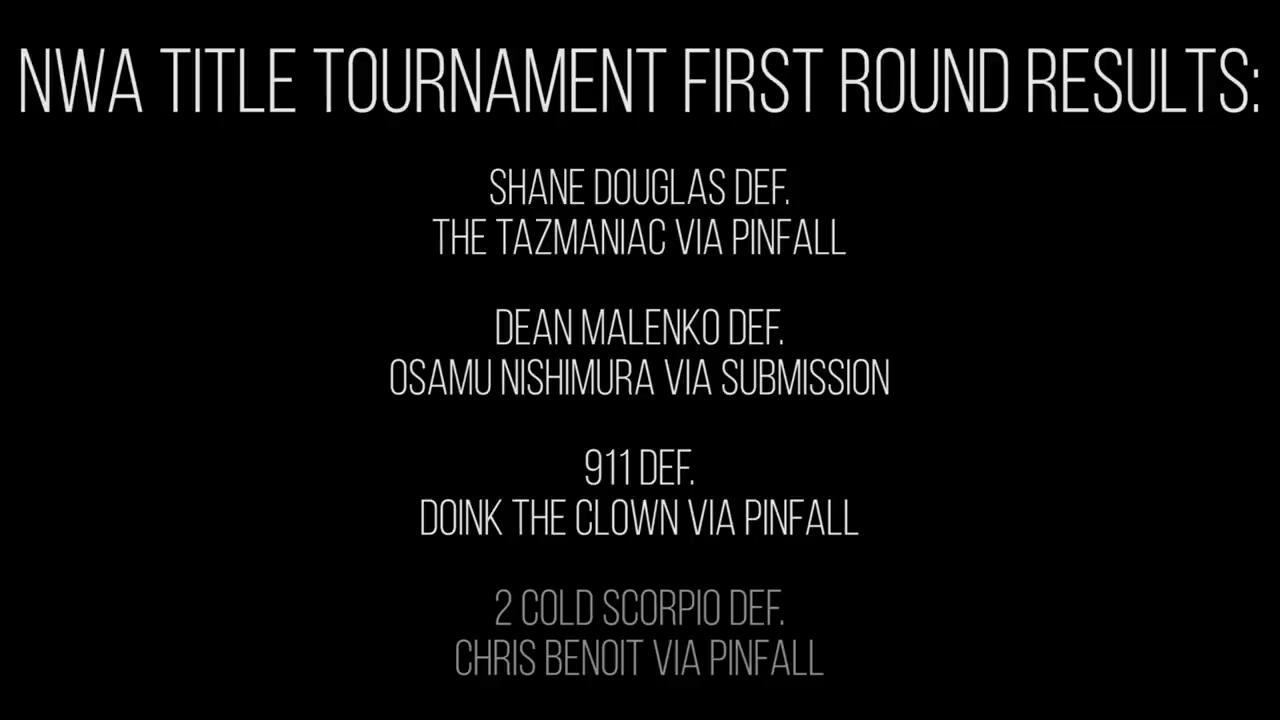 NWA TITLE TOURNAMENT FIRST ROUND RESULTS:
SHANE DOUGLAS DEF.
THE TAZMANIAC VIA PINFALL
DEAN MALENKO DEF.
OSAMU NISHIMURA VIA SUBMISSION
911 DEF.
DOINK THE CLOWN VIA PINFALL
2 COLD SCORPIO DEF.
CHRIS BENOIT VIA PINFALL